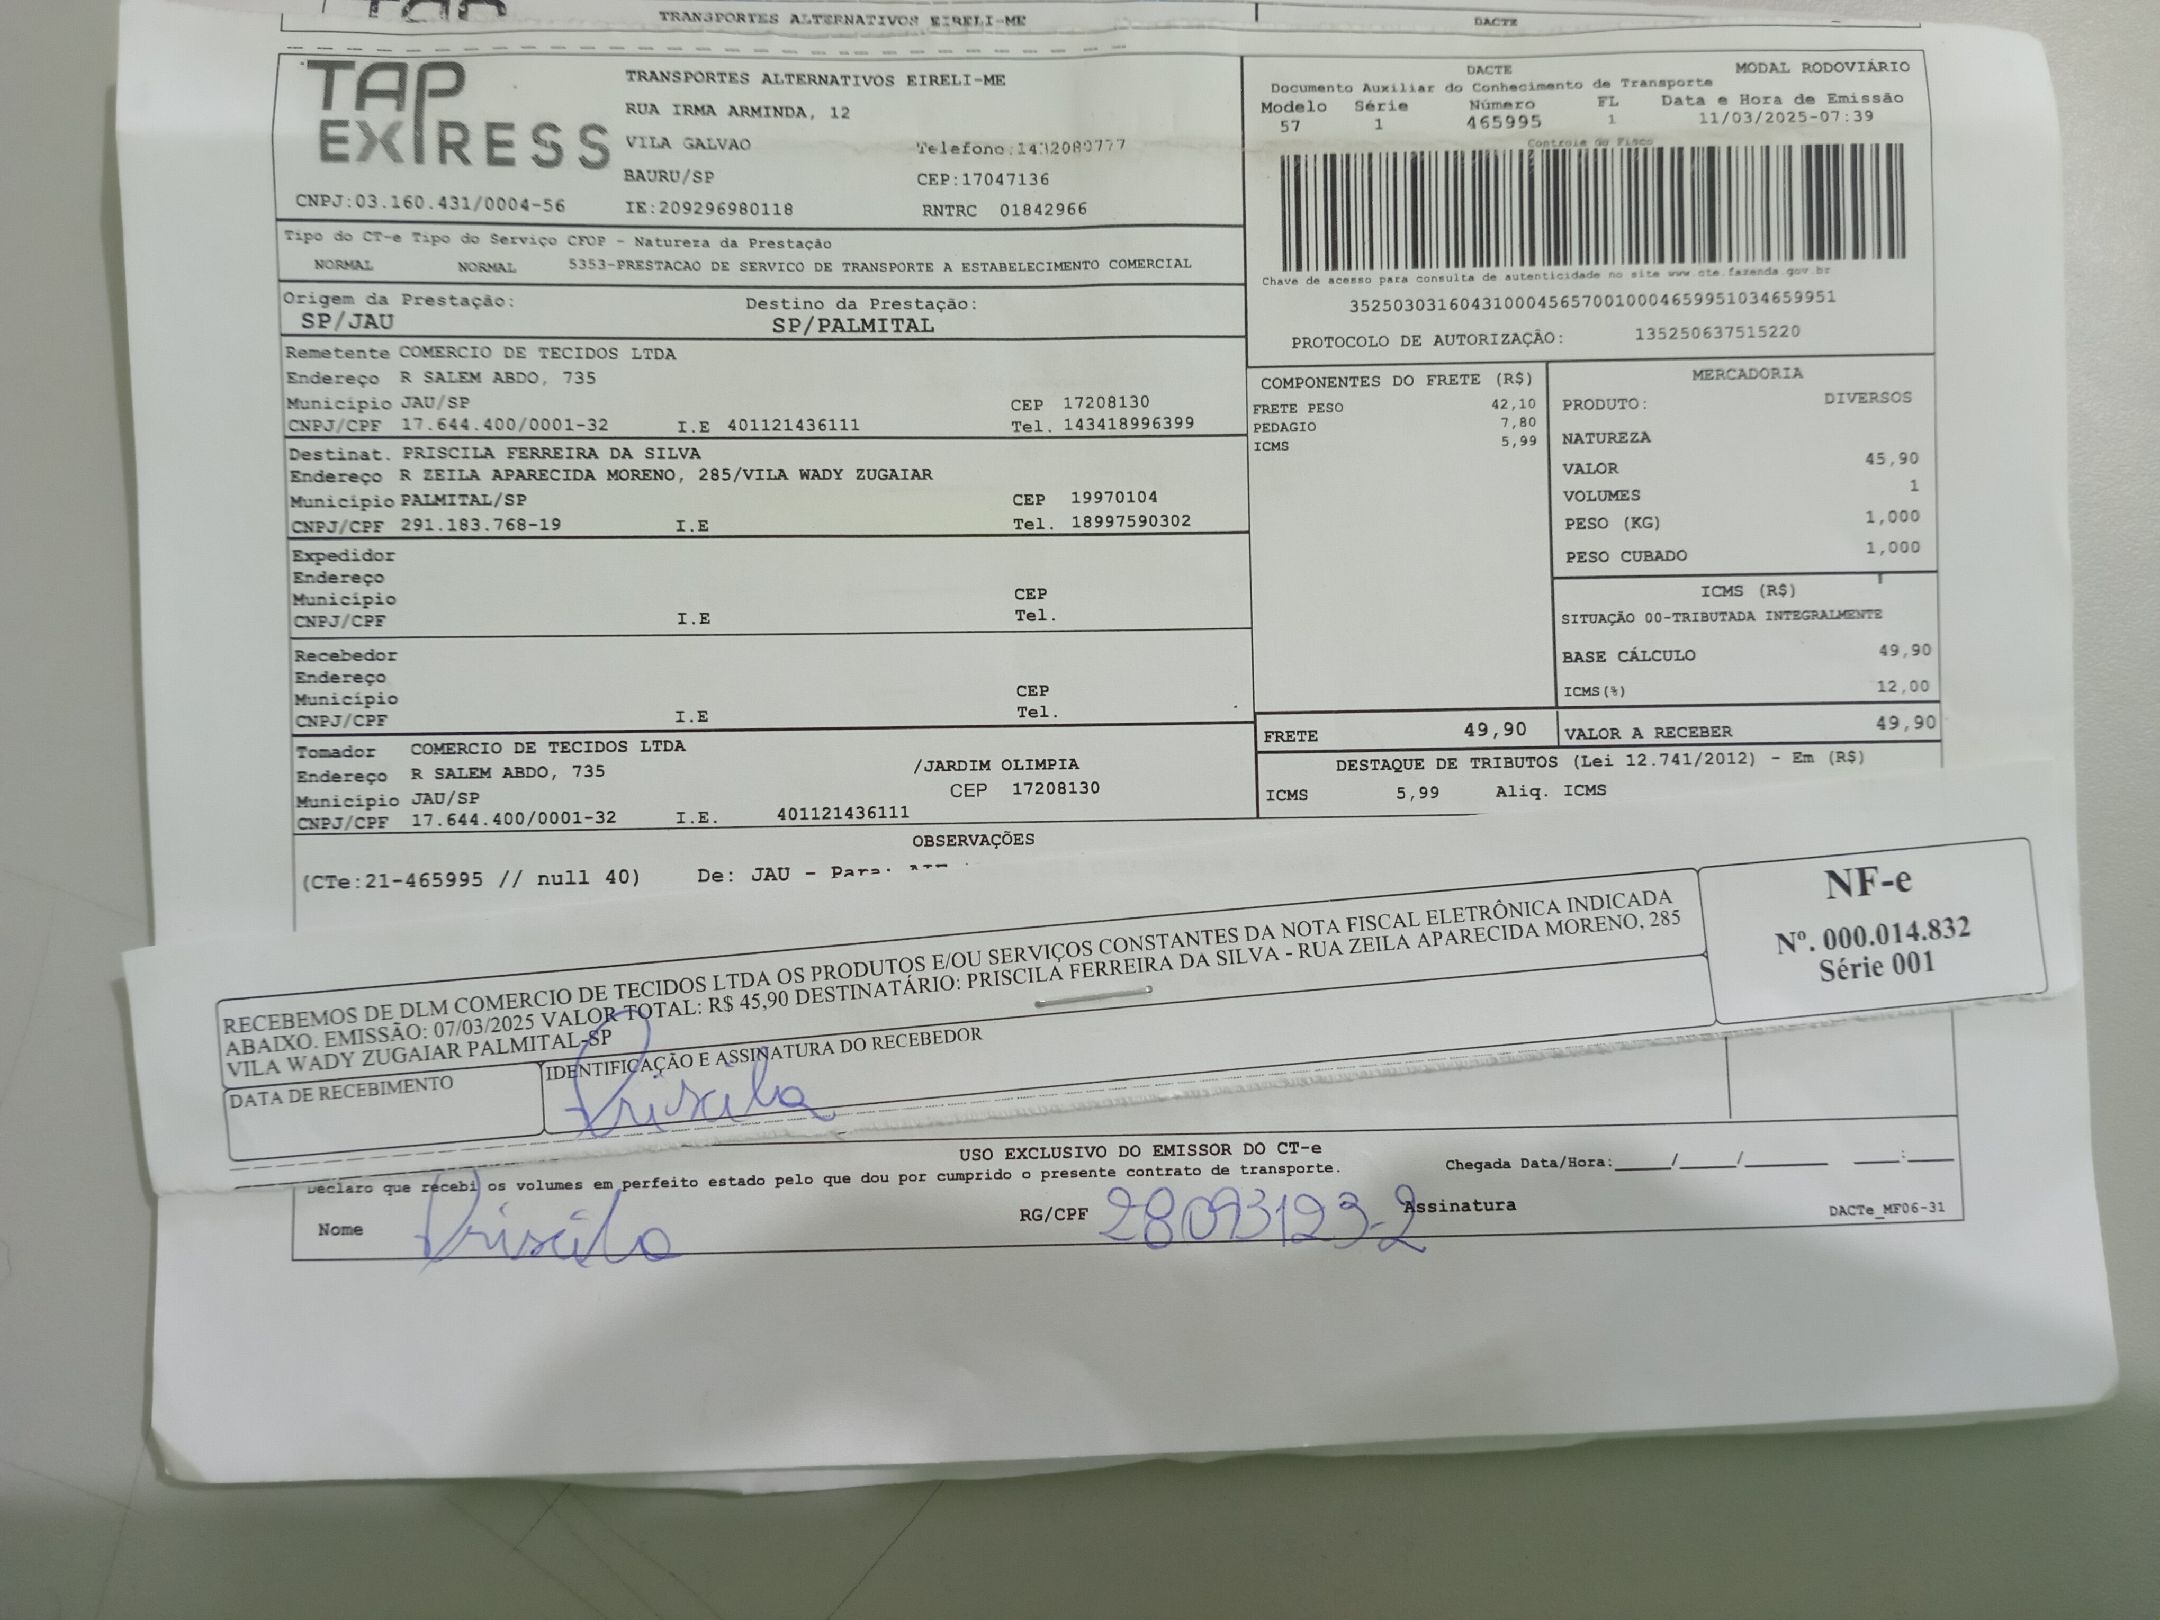 TRANSPORTES ALTERNATIVOS EIRELI-ME DACTE
TAP EXPRESS
TRANSPORTES ALTERNATIVOS EIRELI-ME
RUA IRMA ARMINDA, 12
VILA GALVAO
BAURU/SP CEP:17047136
CNPJ:03.160.431/0004-56 IE:209296980118 RNTRC 01842966
DACTE MODAL RODOVIÁRIO
Documento Auxiliar do Conhecimento de Transporte
Modelo Série Número FL Data e Hora de Emissão
57 1 465995 1 11/03/2025-07:39
Controle do Fisco
Chave de acesso para consulta de autenticidade no site www.cte.fazenda.gov.br
35250303160431000456570010004659951034659951
PROTOCOLO DE AUTORIZAÇÃO: 135250637515220
Tipo do CT-e Tipo do Serviço CFOP - Natureza da Prestação
NORMAL NORMAL 5353-PRESTACAO DE SERVICO DE TRANSPORTE A ESTABELECIMENTO COMERCIAL
Origem da Prestação: Destino da Prestação:
SP/JAU SP/PALMITAL
Remetente COMERCIO DE TECIDOS LTDA
Endereço R SALEM ABDO, 735
Município JAU/SP CEP 17208130
CNPJ/CPF 17.644.400/0001-32 I.E 401121436111 Tel. 143418996399
Destinat. PRISCILA FERREIRA DA SILVA
Endereço R ZEILA APARECIDA MORENO, 285/VILA WADY ZUGAIAR
Município PALMITAL/SP CEP 19970104
CNPJ/CPF 291.183.768-19 I.E Tel. 18997590302
Expedidor
Endereço
Município CEP
CNPJ/CPF I.E Tel.
Recebedor
Endereço
Município CEP
CNPJ/CPF I.E Tel.
Tomador COMERCIO DE TECIDOS LTDA
Endereço R SALEM ABDO, 735 /JARDIM OLIMPIA
Município JAU/SP CEP 17208130
CNPJ/CPF 17.644.400/0001-32 I.E. 401121436111
COMPONENTES DO FRETE (R$)
FRETE PESO 42,10
PEDAGIO 7,80
ICMS 5,99
MERCADORIA
PRODUTO: DIVERSOS
NATUREZA
VALOR 45,90
VOLUMES 1
PESO (KG) 1,000
PESO CUBADO 1,000
ICMS (R$)
SITUAÇÃO 00-TRIBUTADA INTEGRALMENTE
BASE CÁLCULO 49,90
ICMS(%) 12,00
FRETE 49,90 VALOR A RECEBER 49,90
DESTAQUE DE TRIBUTOS (Lei 12.741/2012) - Em (R$)
ICMS 5,99 Aliq. ICMS
OBSERVAÇÕES
(CTe:21-465995 // null 40) De: JAU - Para:
RECEBEMOS DE DLM COMERCIO DE TECIDOS LTDA OS PRODUTOS E/OU SERVIÇOS CONSTANTES DA NOTA FISCAL ELETRÔNICA INDICADA
ABAIXO. EMISSÃO: 07/03/2025 VALOR TOTAL: R$ 45,90 DESTINATÁRIO: PRISCILA FERREIRA DA SILVA - RUA ZEILA APARECIDA MORENO, 285
VILA WADY ZUGAIAR PALMITAL-SP
DATA DE RECEBIMENTO IDENTIFICAÇÃO E ASSINATURA DO RECEBEDOR
Priscila
NF-e
Nº. 000.014.832
Série 001
USO EXCLUSIVO DO EMISSOR DO CT-e
Declaro que recebi os volumes em perfeito estado pelo que dou por cumprido o presente contrato de transporte. Chegada Data/Hora:_____/_____/________ ____:____
Nome Priscila RG/CPF 28093123-2 Assinatura DACTe_MF06-31